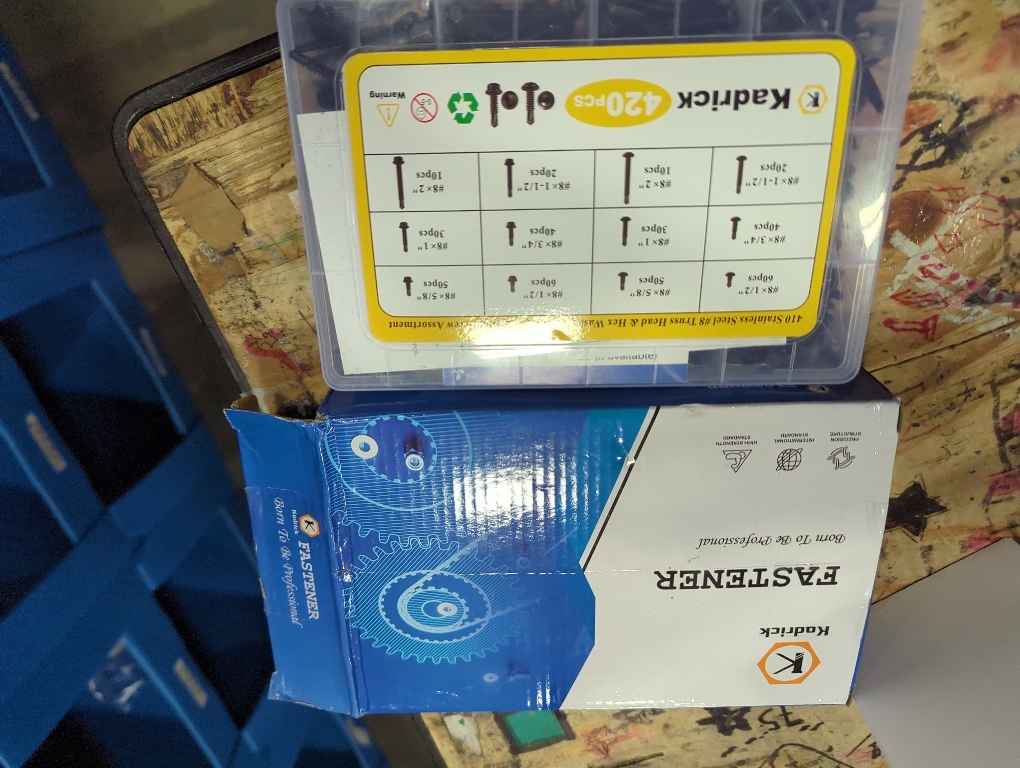 Kadrick
FASTENER
Born To Be Professional
PRECISION STRUCTURE
INTERNATIONAL STANDARD
HIGH STRENGTH STANDARD
Kadrick
FASTENER
Born To Be Professional
410 Stainless Steel #8 Truss Head & Hex Assortment
#8×1/2" #8×5/8" #8×1/2" #8×5/8"
60pcs 50pcs 60pcs 50pcs
#8×3/4" #8×1" #8×3/4" #8×1"
40pcs 30pcs 40pcs 30pcs
#8×1-1/2" #8×2" #8×1-1/2" #8×2"
20pcs 10pcs 20pcs 10pcs
Kadrick 420PCS 0-3 Warning